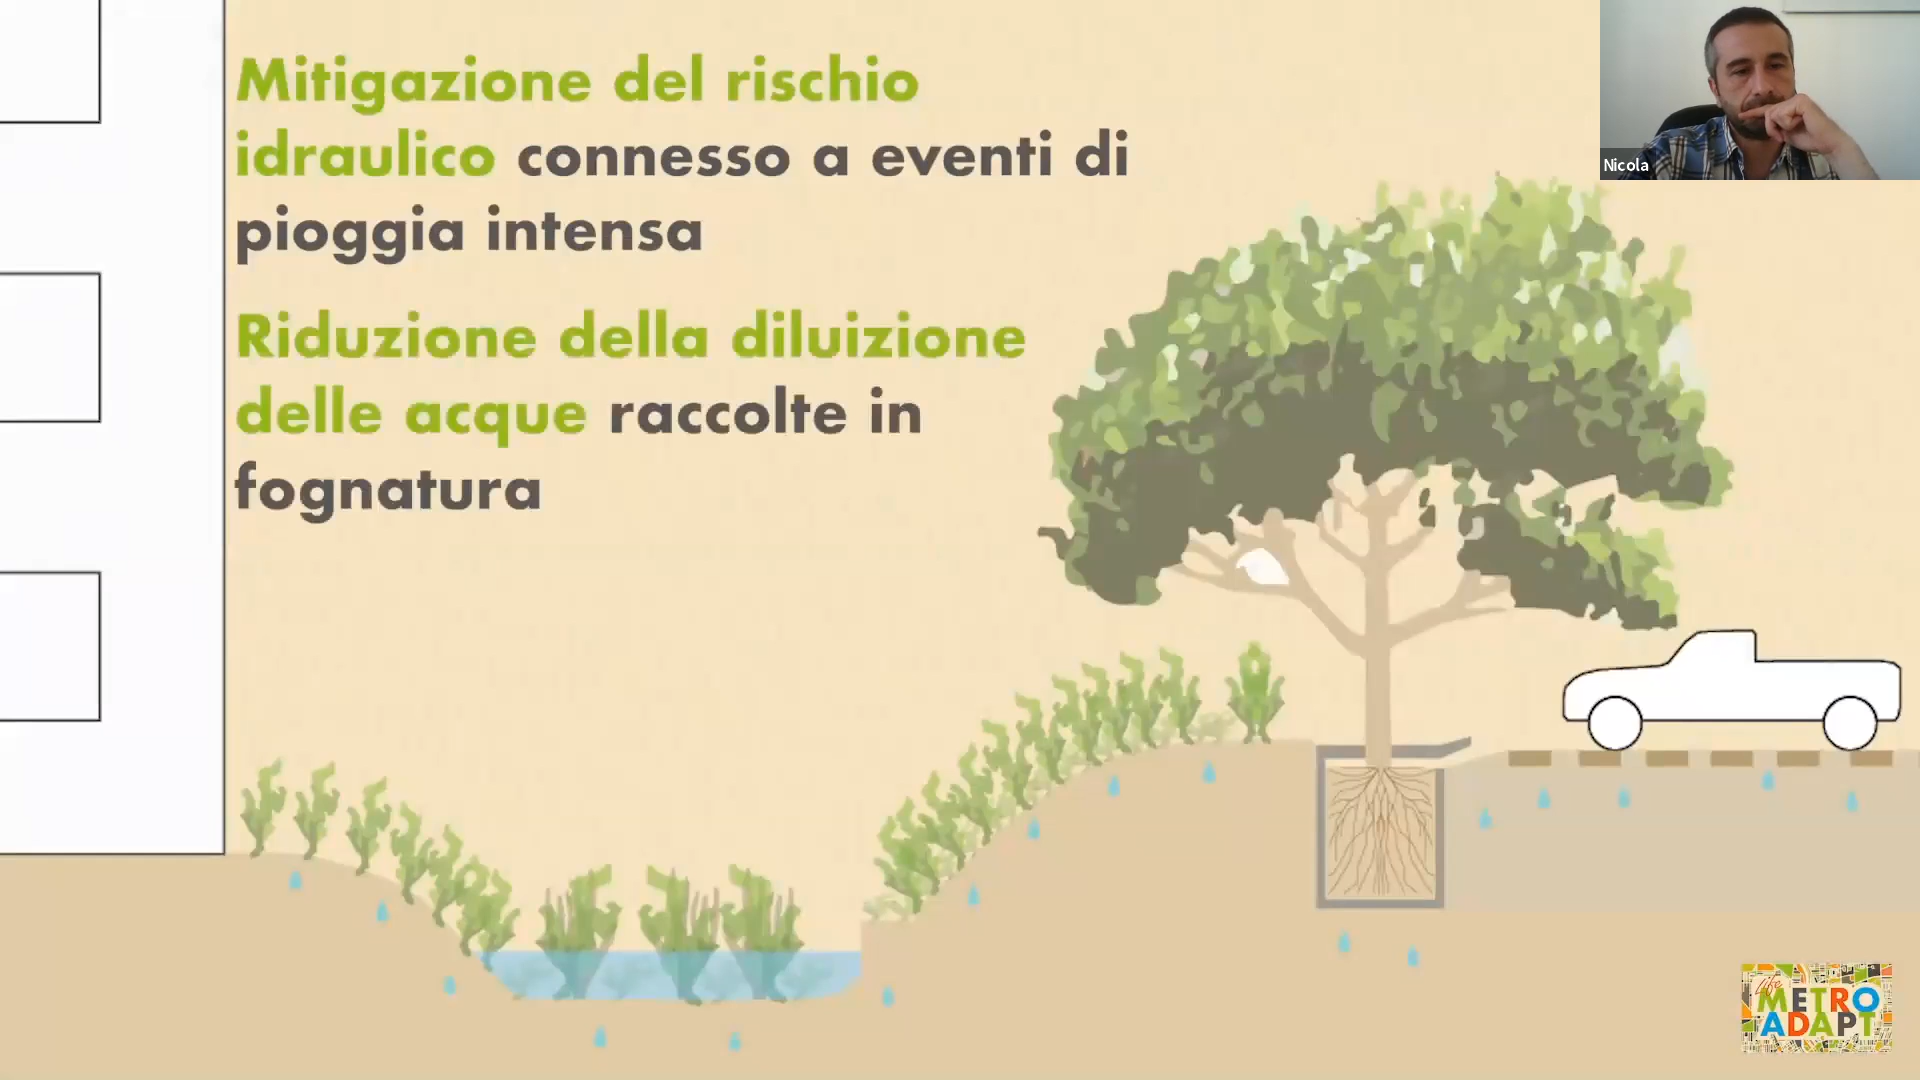 Mitigazione del rischio
idraulico connesso a eventi di
pioggia intensa
Riduzione della diluizione
delle acque raccolte in
fognatura
Nicola
life
METRO
ADAPT